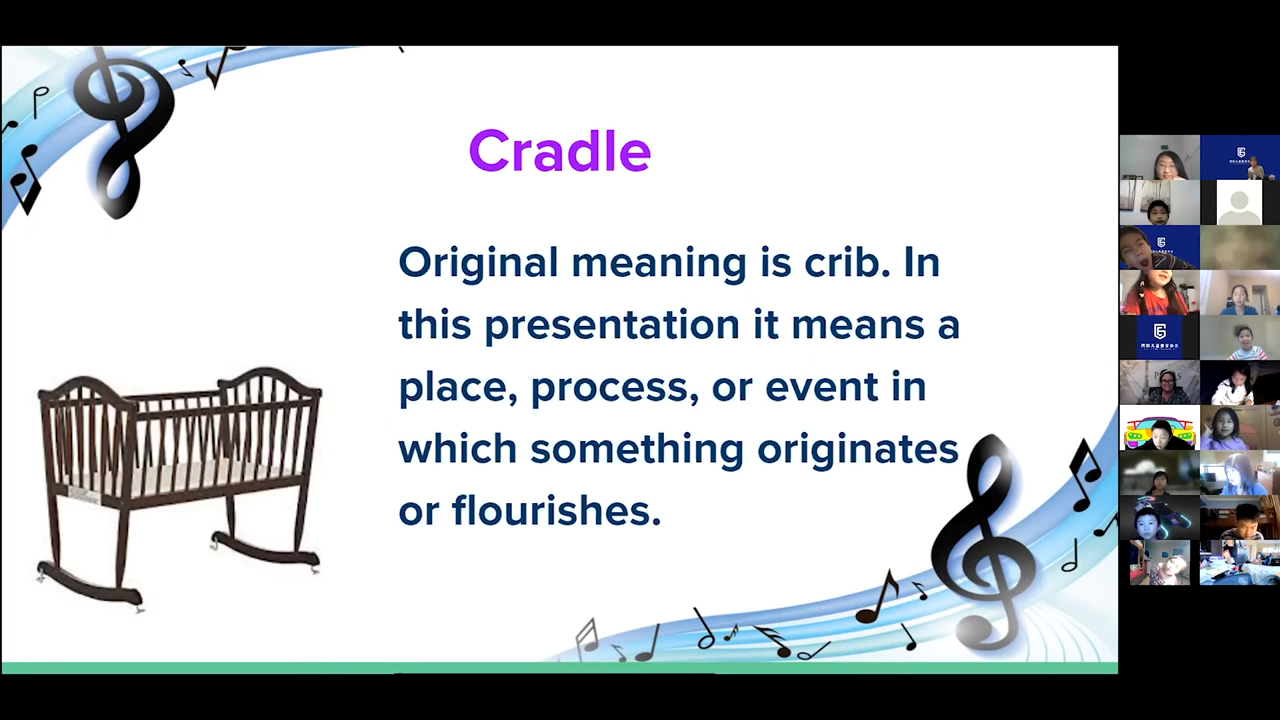 Cradle
Original meaning is crib. In
this presentation it means a
place, process, or event in
which something originates
or flourishes.